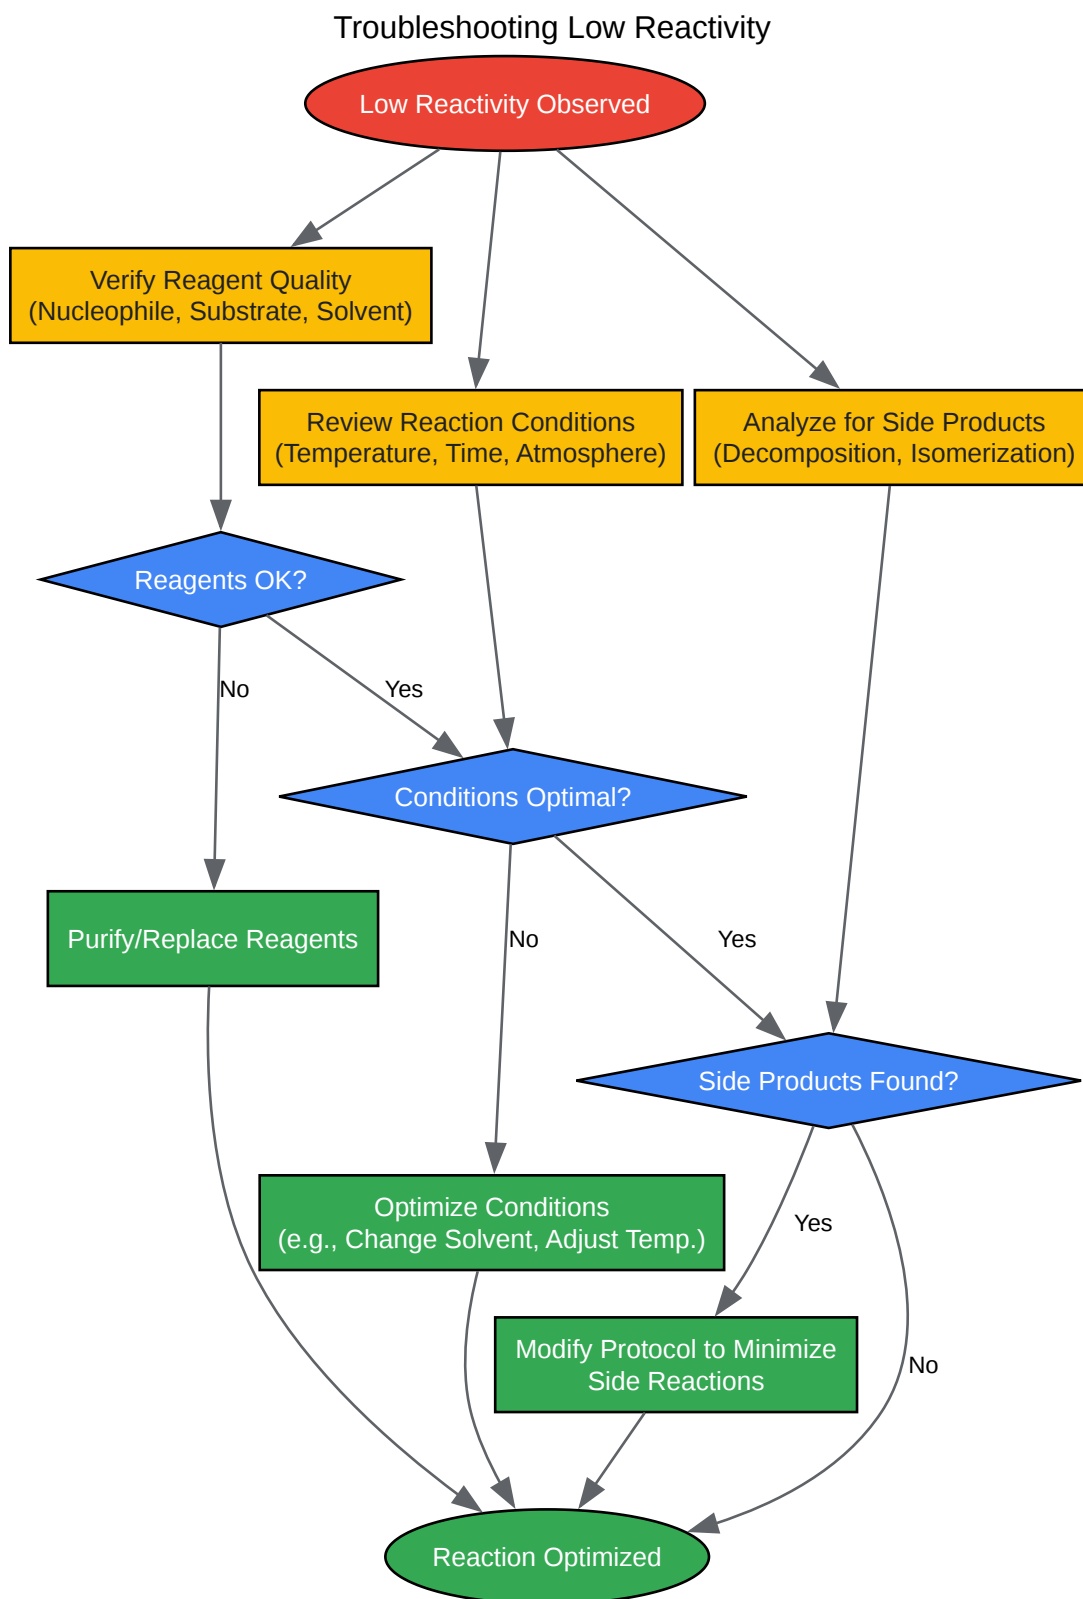 Troubleshooting Low Reactivity
Low Reactivity Observed
Verify Reagent Quality
(Nucleophile, Substrate, Solvent)
Review Reaction Conditions
(Temperature, Time, Atmosphere)
Analyze for Side Products
(Decomposition, Isomerization)
Reagents OK?
No
Yes
Conditions Optimal?
Purify/Replace Reagents
No
Yes
Side Products Found?
Optimize Conditions
(e.g., Change Solvent, Adjust Temp.)
Yes
Modify Protocol to Minimize
Side Reactions
No
Reaction Optimized